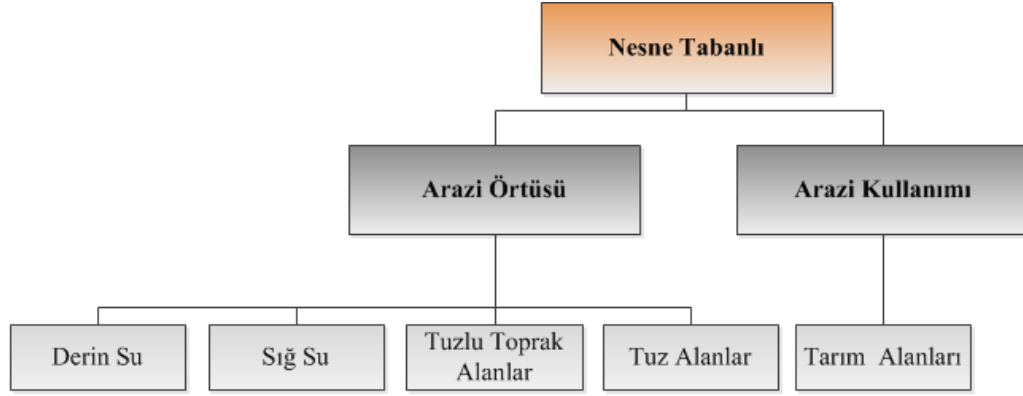 Nesne Tabanlı
Arazi Örtüsü
Arazi Kullanımı
Derin Su
Sığ Su
Tuzlu Toprak
Alanlar
Tuz Alanlar
Tarım Alanları